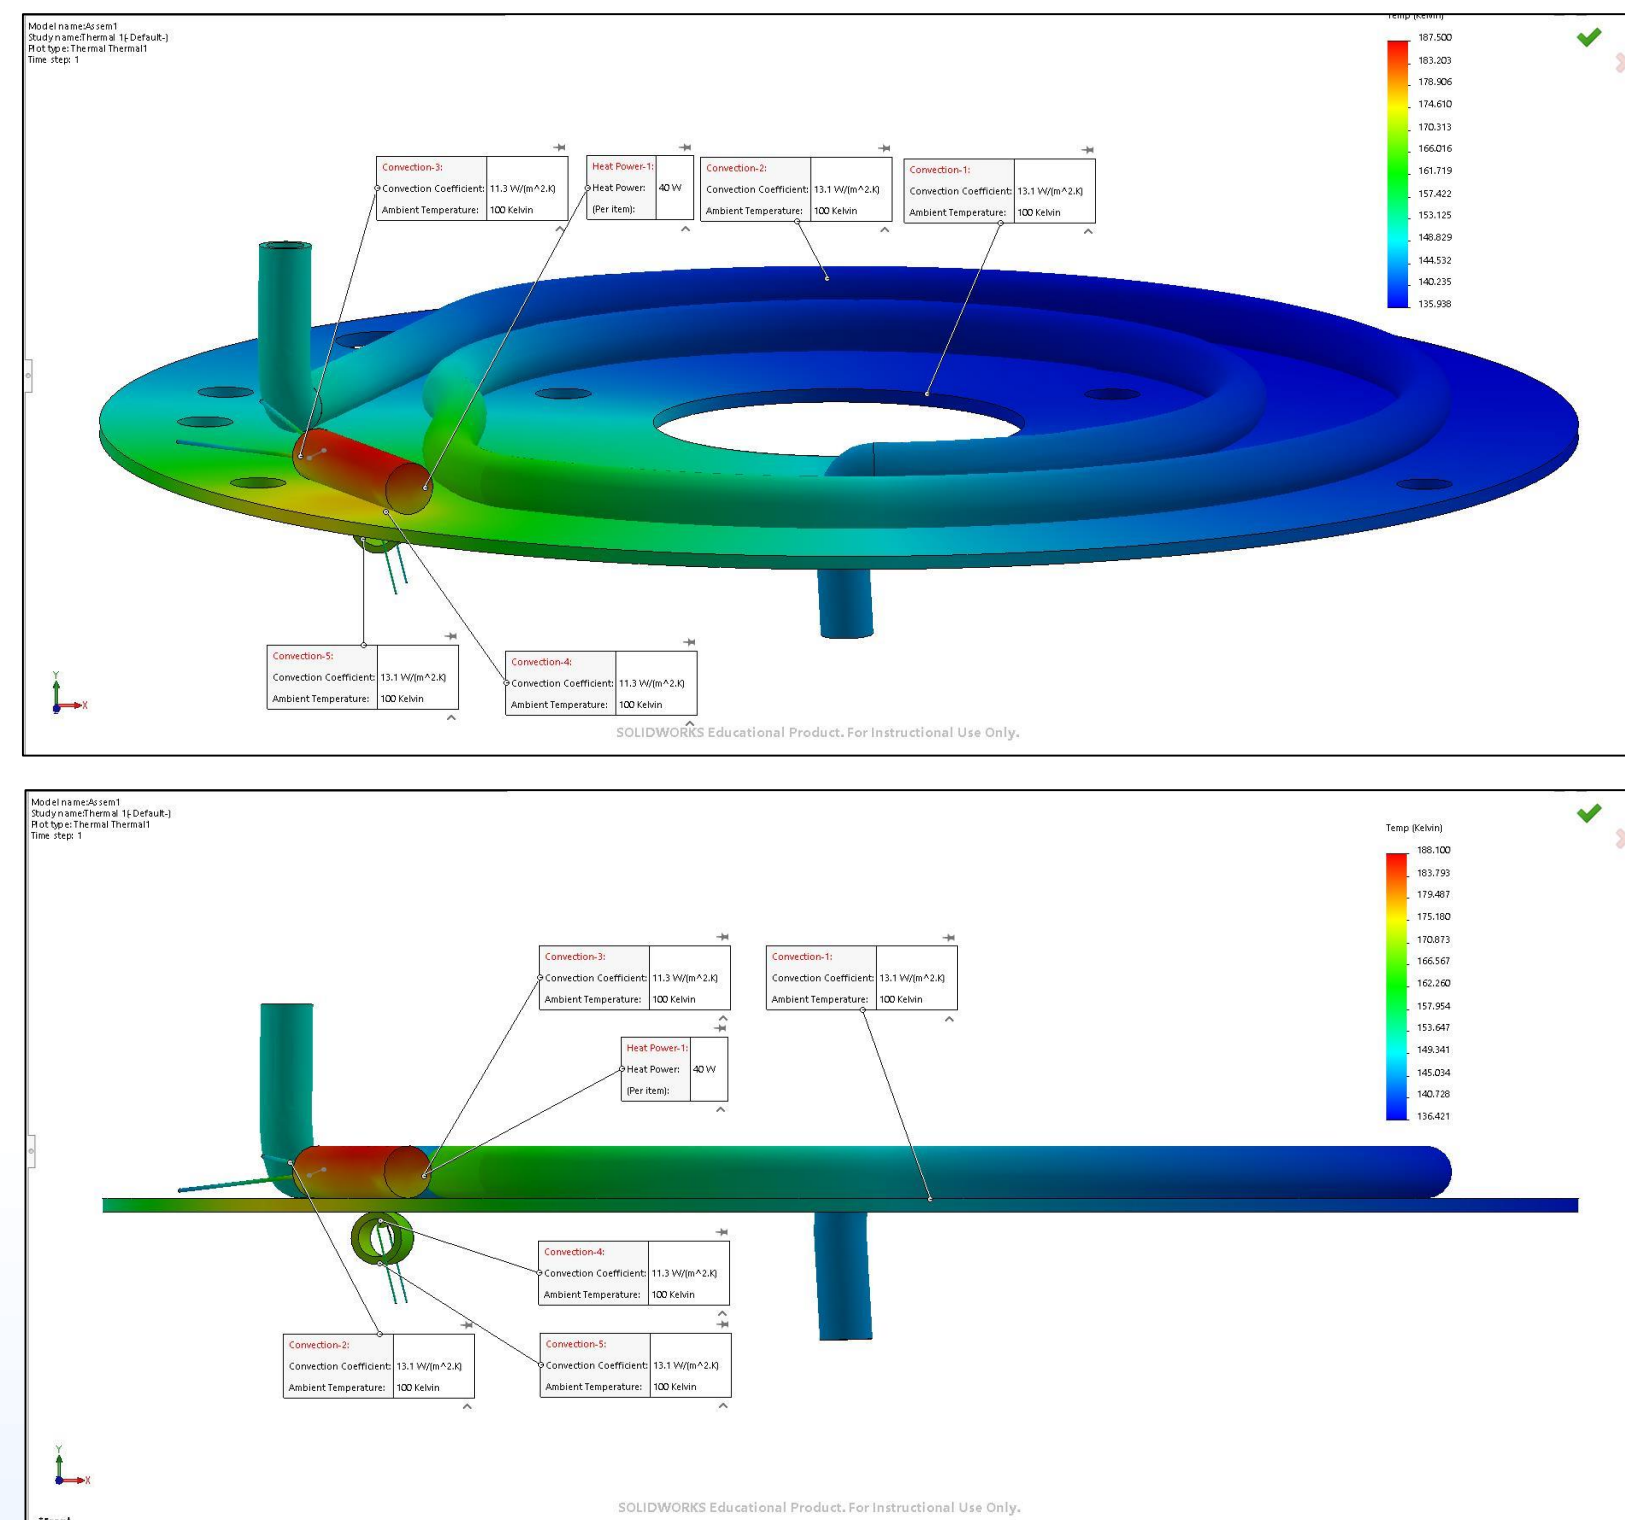 Model name:Assem1
Study name:Thermal 1(-Default-)
Plot type: Thermal Thermal1
Time step: 1
Temp (Kelvin)
187.500
183.203
178.906
174.610
170.313
166.016
161.719
157.422
153.125
148.829
144.532
140.235
135.938
Convection-3:
Convection Coefficient: 11.3 W/(m^2.K)
Ambient Temperature: 100 Kelvin
Heat Power-1:
Heat Power: 40 W
(Per item):
Convection-2:
Convection Coefficient: 13.1 W/(m^2.K)
Ambient Temperature: 100 Kelvin
Convection-1:
Convection Coefficient: 13.1 W/(m^2.K)
Ambient Temperature: 100 Kelvin
Convection-5:
Convection Coefficient: 13.1 W/(m^2.K)
Ambient Temperature: 100 Kelvin
Convection-4:
Convection Coefficient: 11.3 W/(m^2.K)
Ambient Temperature: 100 Kelvin
Y
X
SOLIDWORKS Educational Product. For Instructional Use Only.
Model name:Assem1
Study name:Thermal 1(-Default-)
Plot type: Thermal Thermal1
Time step: 1
Temp (Kelvin)
188.100
183.793
179.487
175.180
170.873
166.567
162.260
157.954
153.647
149.341
145.034
140.728
136.421
Convection-3:
Convection Coefficient: 11.3 W/(m^2.K)
Ambient Temperature: 100 Kelvin
Convection-1:
Convection Coefficient: 13.1 W/(m^2.K)
Ambient Temperature: 100 Kelvin
Heat Power-1:
Heat Power: 40 W
(Per item):
Convection-4:
Convection Coefficient: 11.3 W/(m^2.K)
Ambient Temperature: 100 Kelvin
Convection-2:
Convection Coefficient: 13.1 W/(m^2.K)
Ambient Temperature: 100 Kelvin
Convection-5:
Convection Coefficient: 13.1 W/(m^2.K)
Ambient Temperature: 100 Kelvin
Y
X
SOLIDWORKS Educational Product. For Instructional Use Only.